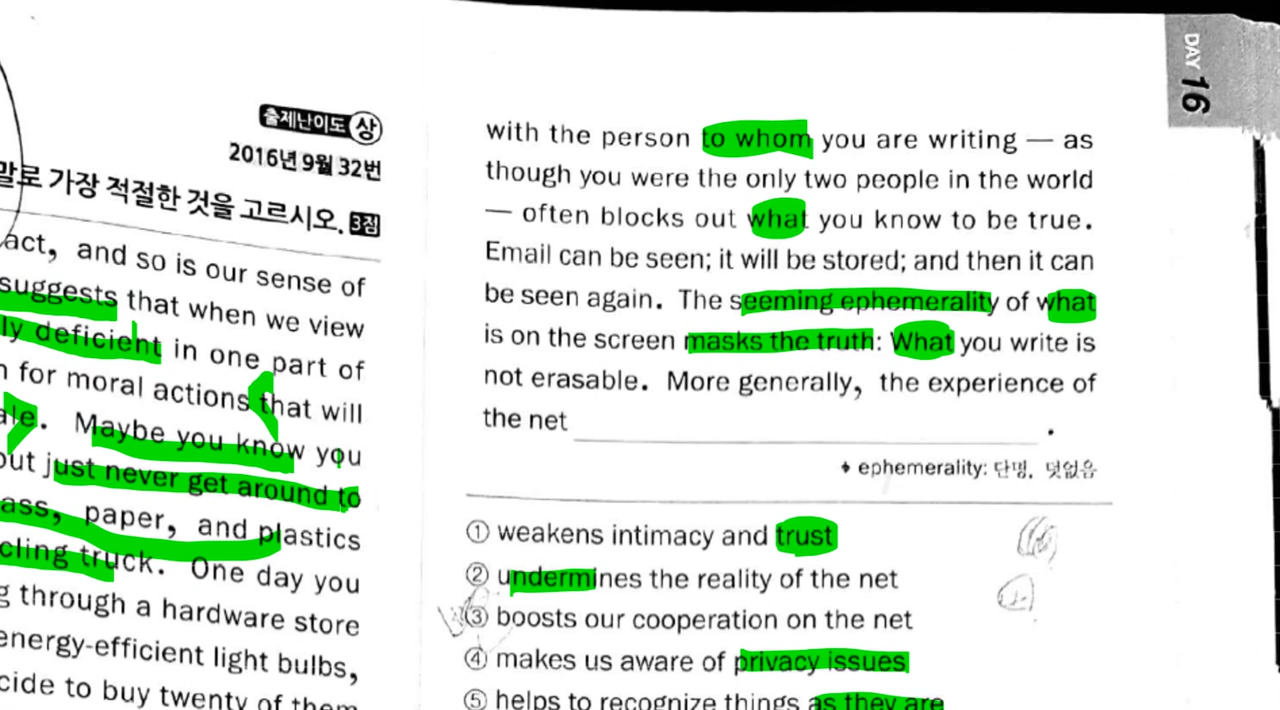 출제난이도 상
2016년 9월 32번
말로 가장 적절한 것을 고르시오. 3점
act, and so is our sense of
suggests that when we view
ly deficient in one part of
for moral actions that will
ale. Maybe you know you
out just never get around to
ass, paper, and plastics
cling truck. One day you
g through a hardware store
energy-efficient light bulbs,
cide to buy twenty of them
DAY 16
with the person to whom you are writing — as
though you were the only two people in the world
— often blocks out what you know to be true.
Email can be seen; it will be stored; and then it can
be seen again. The seeming ephemerality of what
is on the screen masks the truth: What you write is
not erasable. More generally, the experience of
the net .
ephemerality: 단명, 덧없음
① weakens intimacy and trust
② undermines the reality of the net
③ boosts our cooperation on the net
④ makes us aware of privacy issues
⑤ helps to recognize things as they are